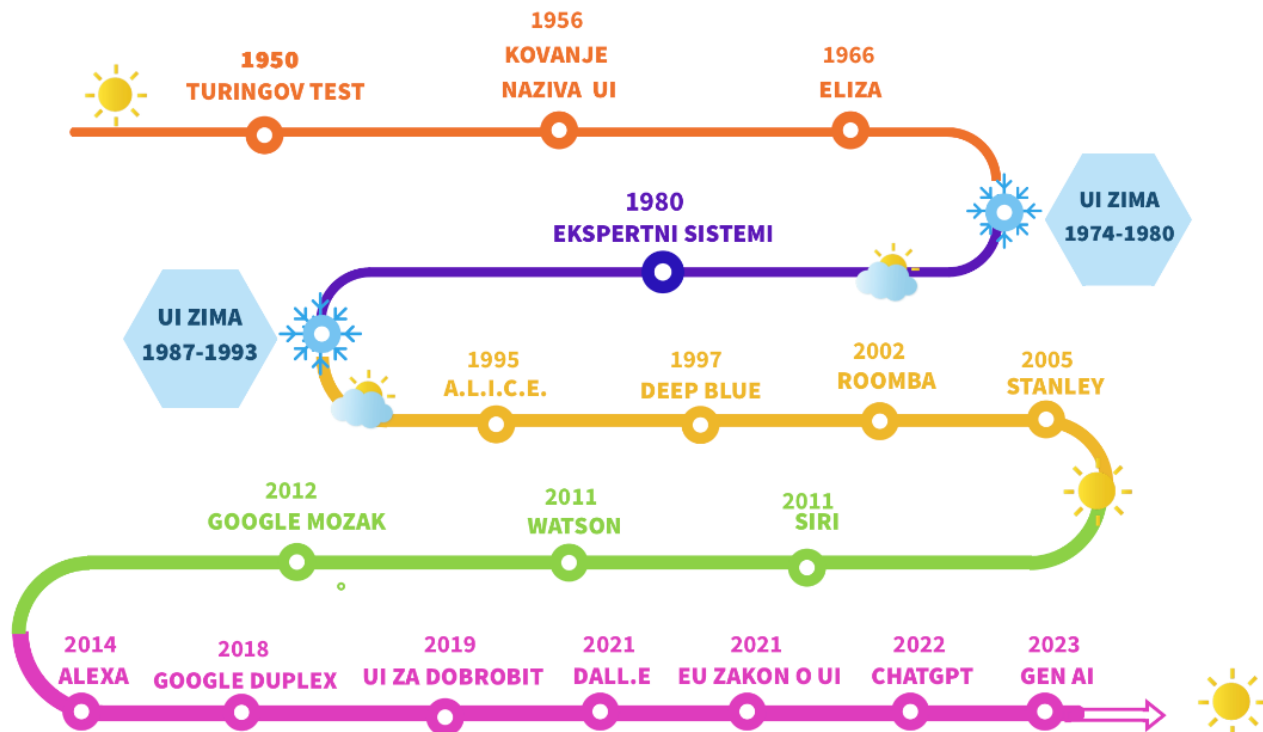 1950
TURINGOV TEST
1956
KOVANJE
NAZIVA UI
1966
ELIZA
UI ZIMA
1974-1980
1980
EKSPERTNI SISTEMI
UI ZIMA
1987-1993
1995
A.L.I.C.E.
1997
DEEP BLUE
2002
ROOMBA
2005
STANLEY
2011
SIRI
2011
WATSON
2012
GOOGLE MOZAK
2014
ALEXA
2018
GOOGLE DUPLEX
2019
UI ZA DOBROBIT
2021
DALL.E
2021
EU ZAKON O UI
2022
CHATGPT
2023
GEN AI